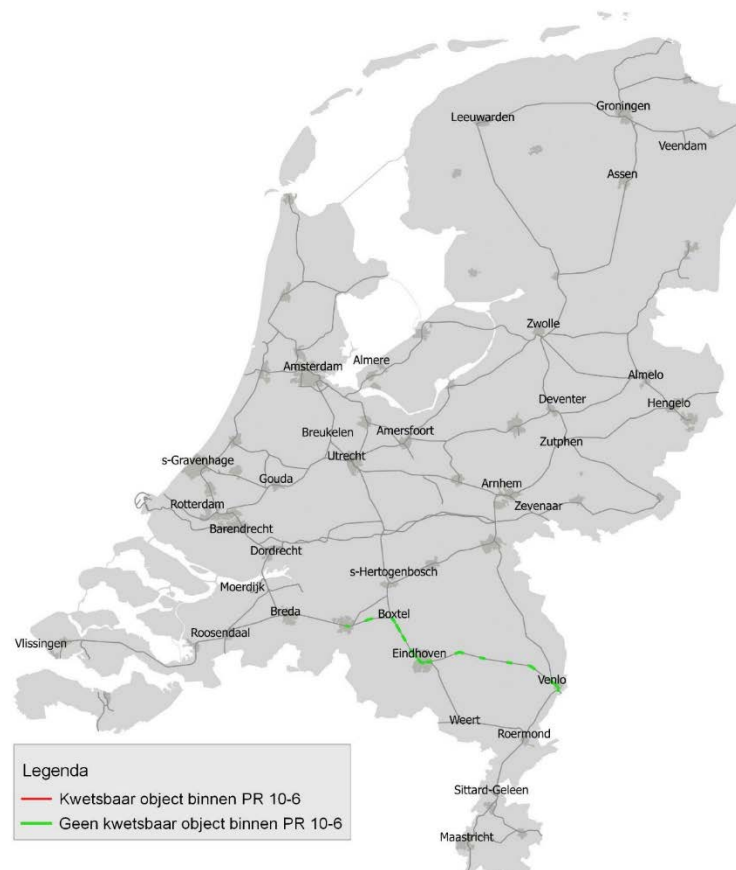 Groningen
Leeuwarden
Veendam
Assen
Zwolle
Amsterdam
Almere
Almelo
Hengelo
Deventer
Breukelen
Amersfoort
Zutphen
s-Gravenhage
Utrecht
Gouda
Arnhem
Rotterdam
Zevenaar
Barendrecht
Dordrecht
s-Hertogenbosch
Moerdijk
Boxtel
Breda
Roosendaal
Vlissingen
Eindhoven
Venlo
Weert
Roermond
Sittard-Geleen
Maastricht
Legenda
Kwetsbaar object binnen PR 10-6
Geen kwetsbaar object binnen PR 10-6